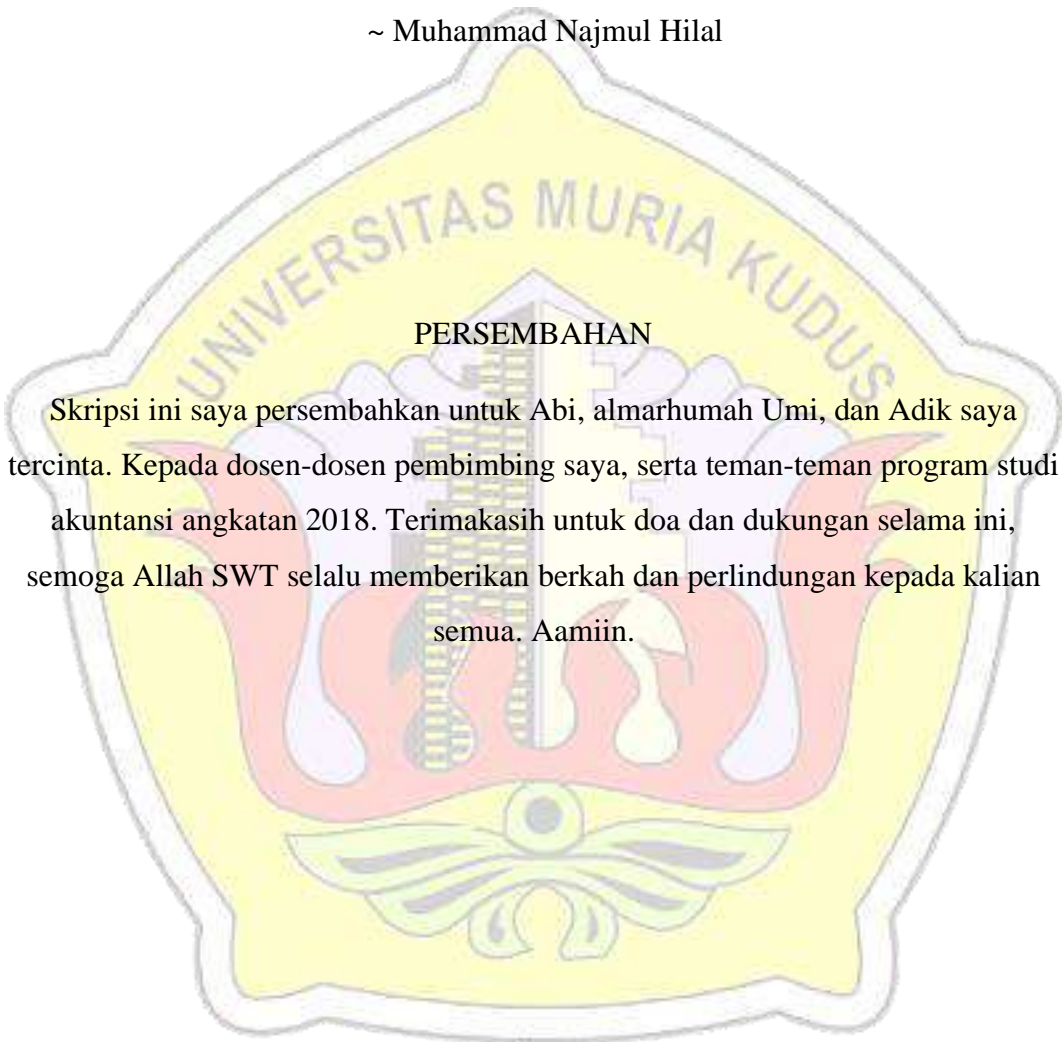 ~ Muhammad Najmul Hilal
UNIVERSITAS MURIA KUDUS
PERSEMBAHAN
Skripsi ini saya persembahkan untuk Abi, almarhumah Umi, dan Adik saya
tercinta. Kepada dosen-dosen pembimbing saya, serta teman-teman program studi
akuntansi angkatan 2018. Terimakasih untuk doa dan dukungan selama ini,
semoga Allah SWT selalu memberikan berkah dan perlindungan kepada kalian
semua. Aamiin.